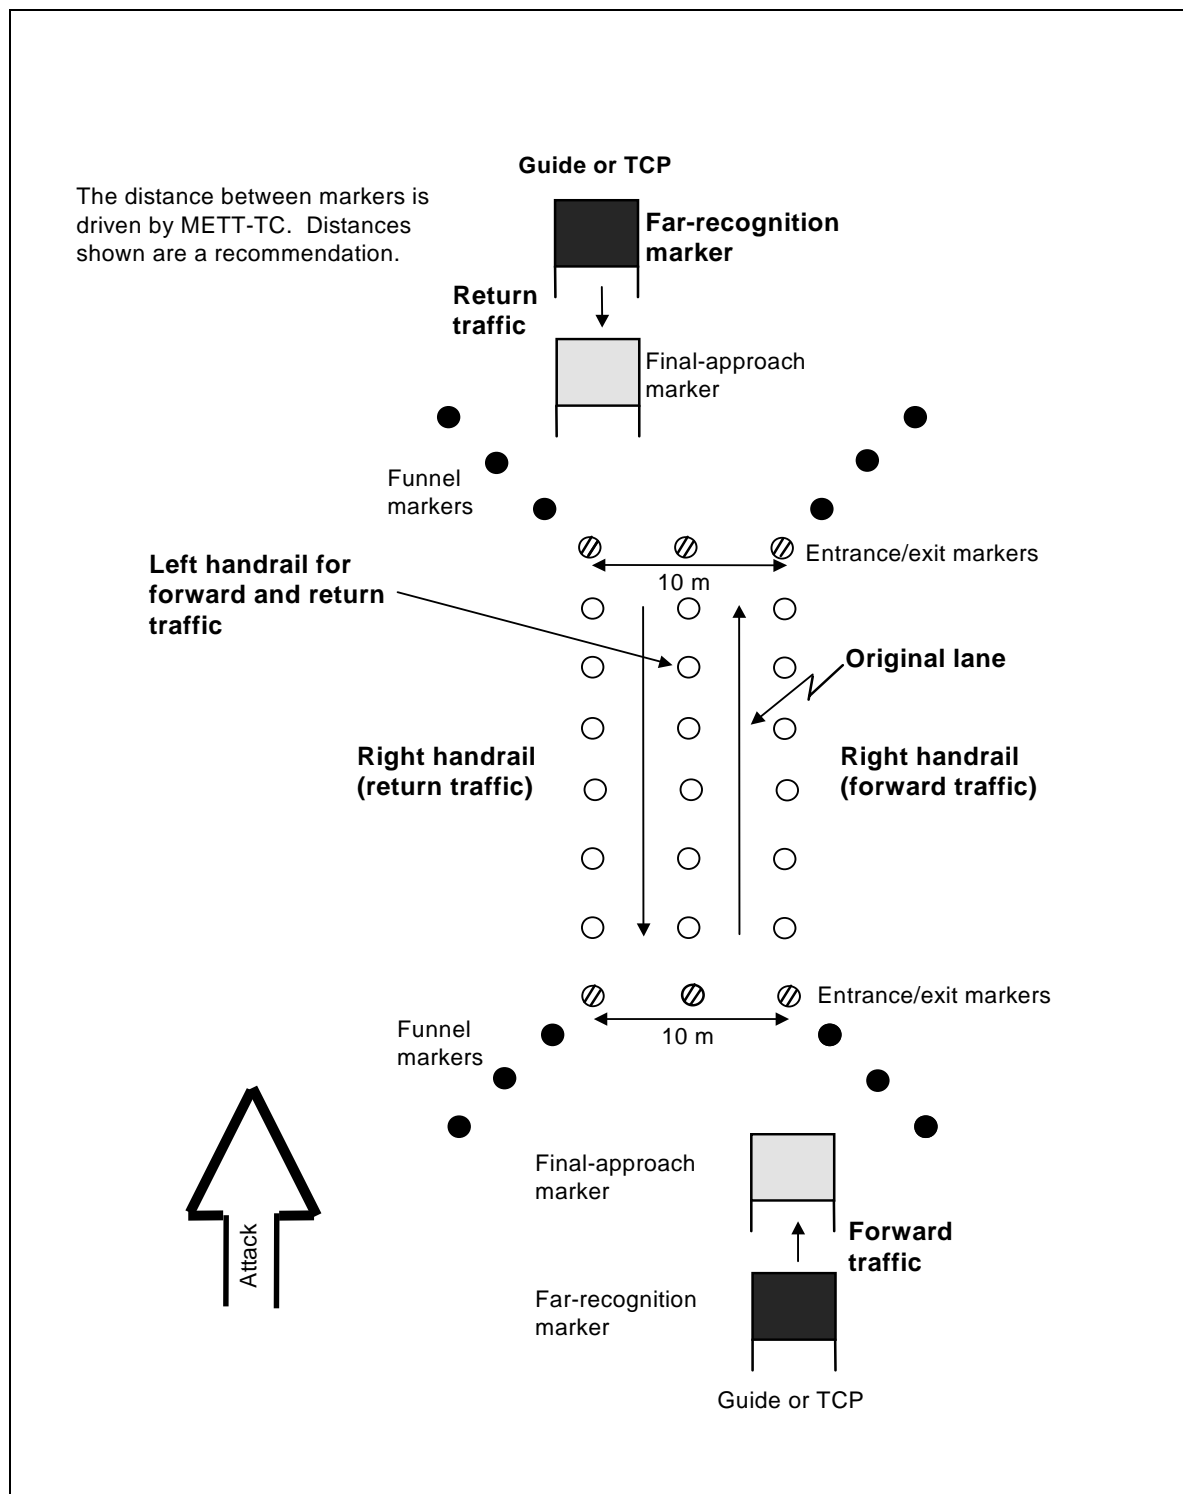 Guide or TCP
The distance between markers is
driven by METT-TC.  Distances
shown are a recommendation.
Far-recognition
marker
Return
traffic
Final-approach
marker
Funnel
markers
Entrance/exit markers
10 m
Left handrail for
forward and return
traffic
Original lane
Right handrail
(return traffic)
Right handrail
(forward traffic)
Entrance/exit markers
10 m
Funnel
markers
Attack
Final-approach
marker
Forward
traffic
Far-recognition
marker
Guide or TCP